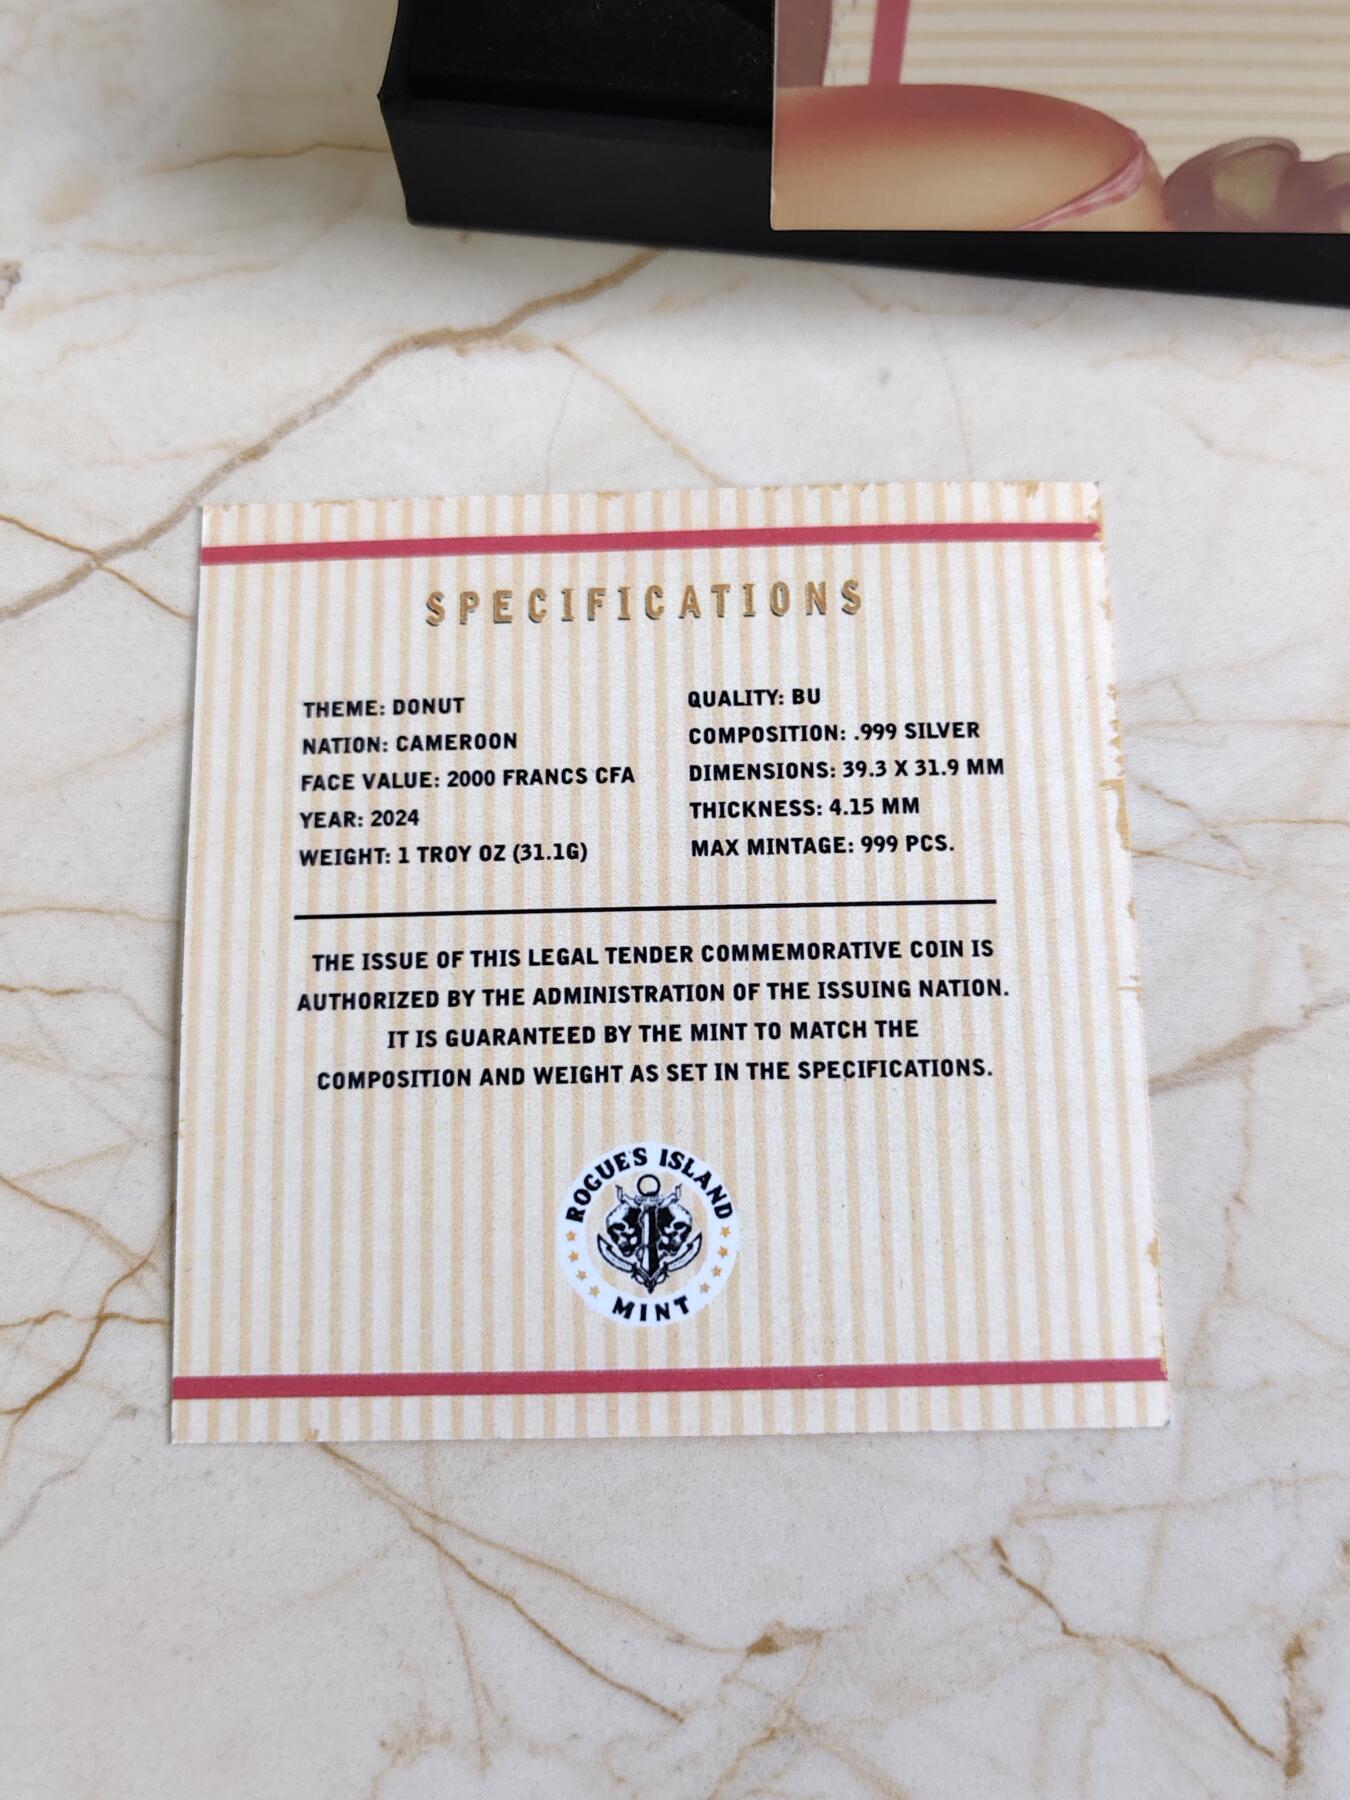 SPECIFICATIONS
THEME: DONUT
NATION: CAMEROON
FACE VALUE: 2000 FRANCS CFA
YEAR: 2024
WEIGHT: 1 TROY OZ (31.1G)
QUALITY: BU
COMPOSITION: .999 SILVER
DIMENSIONS: 39.3 X 31.9 MM
THICKNESS: 4.15 MM
MAX MINTAGE: 999 PCS.
THE ISSUE OF THIS LEGAL TENDER COMMEMORATIVE COIN IS
AUTHORIZED BY THE ADMINISTRATION OF THE ISSUING NATION.
IT IS GUARANTEED BY THE MINT TO MATCH THE
COMPOSITION AND WEIGHT AS SET IN THE SPECIFICATIONS.
ROGUE'S ISLAND
MINT